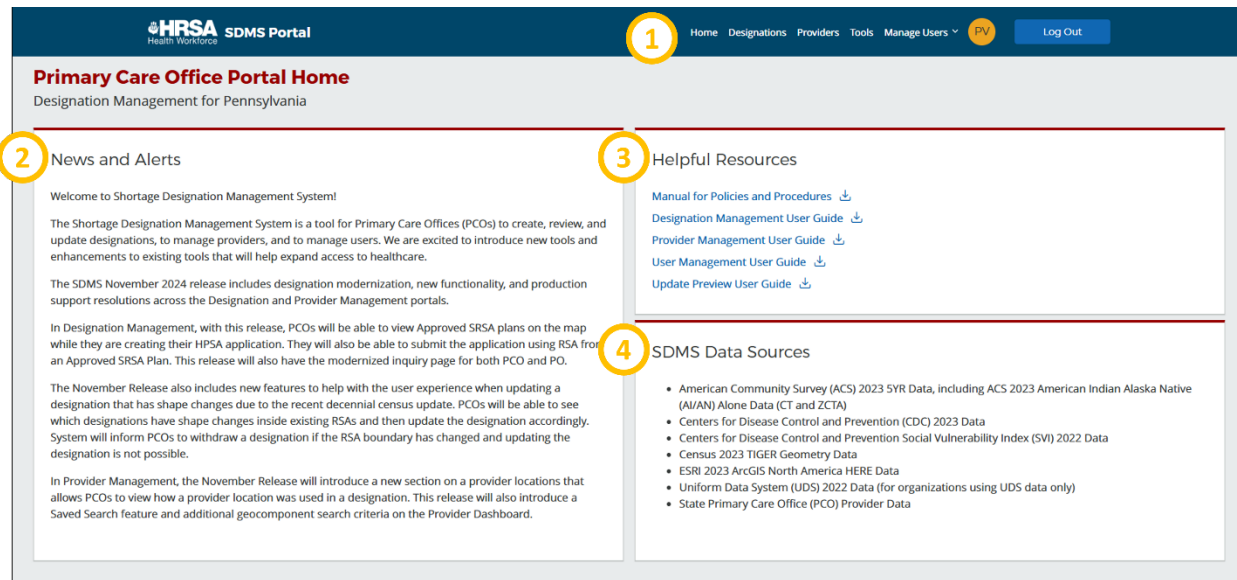 HRSA
Health Workforce
SDMS Portal
1
Home Designations Providers Tools Manage Users PV Log Out
Primary Care Office Portal Home
Designation Management for Pennsylvania
2
News and Alerts
Welcome to Shortage Designation Management System!
The Shortage Designation Management System is a tool for Primary Care Offices (PCOs) to create, review, and
update designations, to manage providers, and to manage users. We are excited to introduce new tools and
enhancements to existing tools that will help expand access to healthcare.
The SDMS November 2024 release includes designation modernization, new functionality, and production
support resolutions across the Designation and Provider Management portals.
In Designation Management, with this release, PCOs will be able to view Approved SRSA plans on the map
while they are creating their HPSA application. They will also be able to submit the application using RSA from
an Approved SRSA Plan. This release will also have the modernized inquiry page for both PCO and PO.
The November Release also includes new features to help with the user experience when updating a
designation that has shape changes due to the recent decennial census update. PCOs will be able to see
which designations have shape changes inside existing RSAs and then update the designation accordingly.
System will inform PCOs to withdraw a designation if the RSA boundary has changed and updating the
designation is not possible.
In Provider Management, the November Release will introduce a new section on a provider locations that
allows PCOs to view how a provider location was used in a designation. This release will also introduce a
Saved Search feature and additional geocomponent search criteria on the Provider Dashboard.
3
Helpful Resources
Manual for Policies and Procedures
Designation Management User Guide
Provider Management User Guide
User Management User Guide
Update Preview User Guide
4
SDMS Data Sources
• American Community Survey (ACS) 2023 5YR Data, including ACS 2023 American Indian Alaska Native
(AI/AN) Alone Data (CT and ZCTA)
• Centers for Disease Control and Prevention (CDC) 2023 Data
• Centers for Disease Control and Prevention Social Vulnerability Index (SVI) 2022 Data
• Census 2023 TIGER Geometry Data
• ESRI 2023 ArcGIS North America HERE Data
• Uniform Data System (UDS) 2022 Data (for organizations using UDS data only)
• State Primary Care Office (PCO) Provider Data